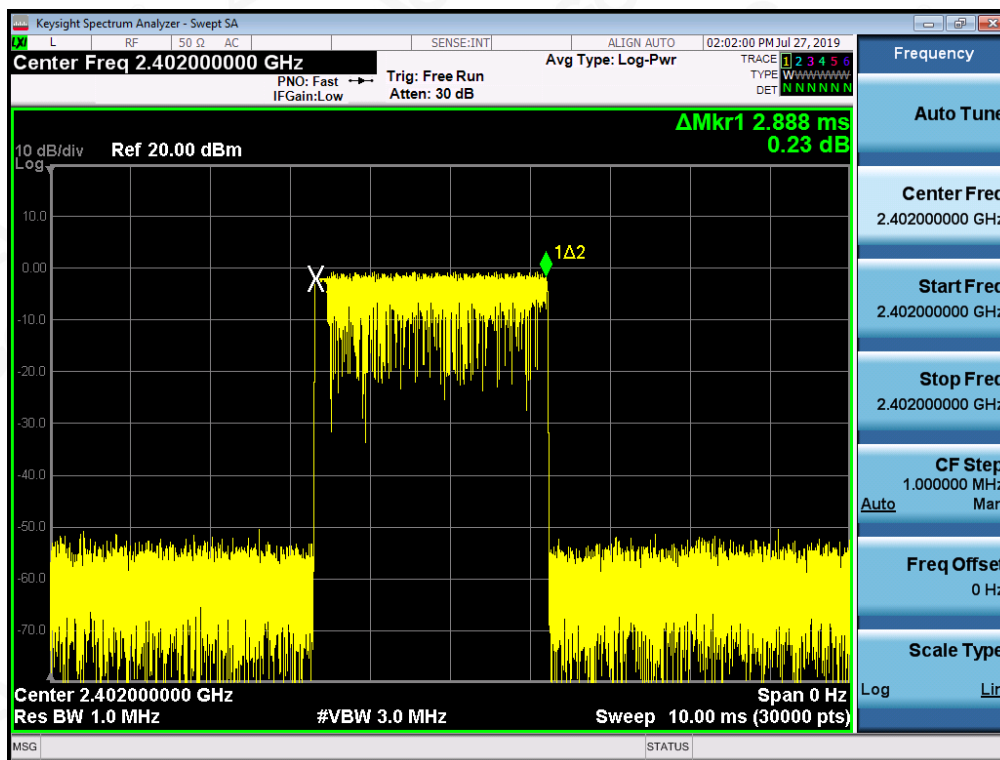 Keysight Spectrum Analyzer - Swept SA
LXI L RF 50 Ω AC SENSE:INT ALIGN AUTO 02:02:00 PM Jul 27, 2019
Center Freq 2.402000000 GHz
PNO: Fast
IFGain:Low
Trig: Free Run
Atten: 30 dB
Avg Type: Log-Pwr
TRACE 1 2 3 4 5 6
TYPE WWWWWW
DET N N N N N N
ΔMkr1 2.888 ms
0.23 dB
10 dB/div Ref 20.00 dBm
Log
10.0
0.00
-10.0
-20.0
-30.0
-40.0
-50.0
-60.0
-70.0
X
1Δ2
Center 2.402000000 GHz Span 0 Hz
Res BW 1.0 MHz #VBW 3.0 MHz Sweep 10.00 ms (30000 pts)
MSG STATUS
Frequency
Auto Tune
Center Freq
2.402000000 GHz
Start Freq
2.402000000 GHz
Stop Freq
2.402000000 GHz
CF Step
1.000000 MHz
Auto Man
Freq Offset
0 Hz
Scale Type
Log Lin